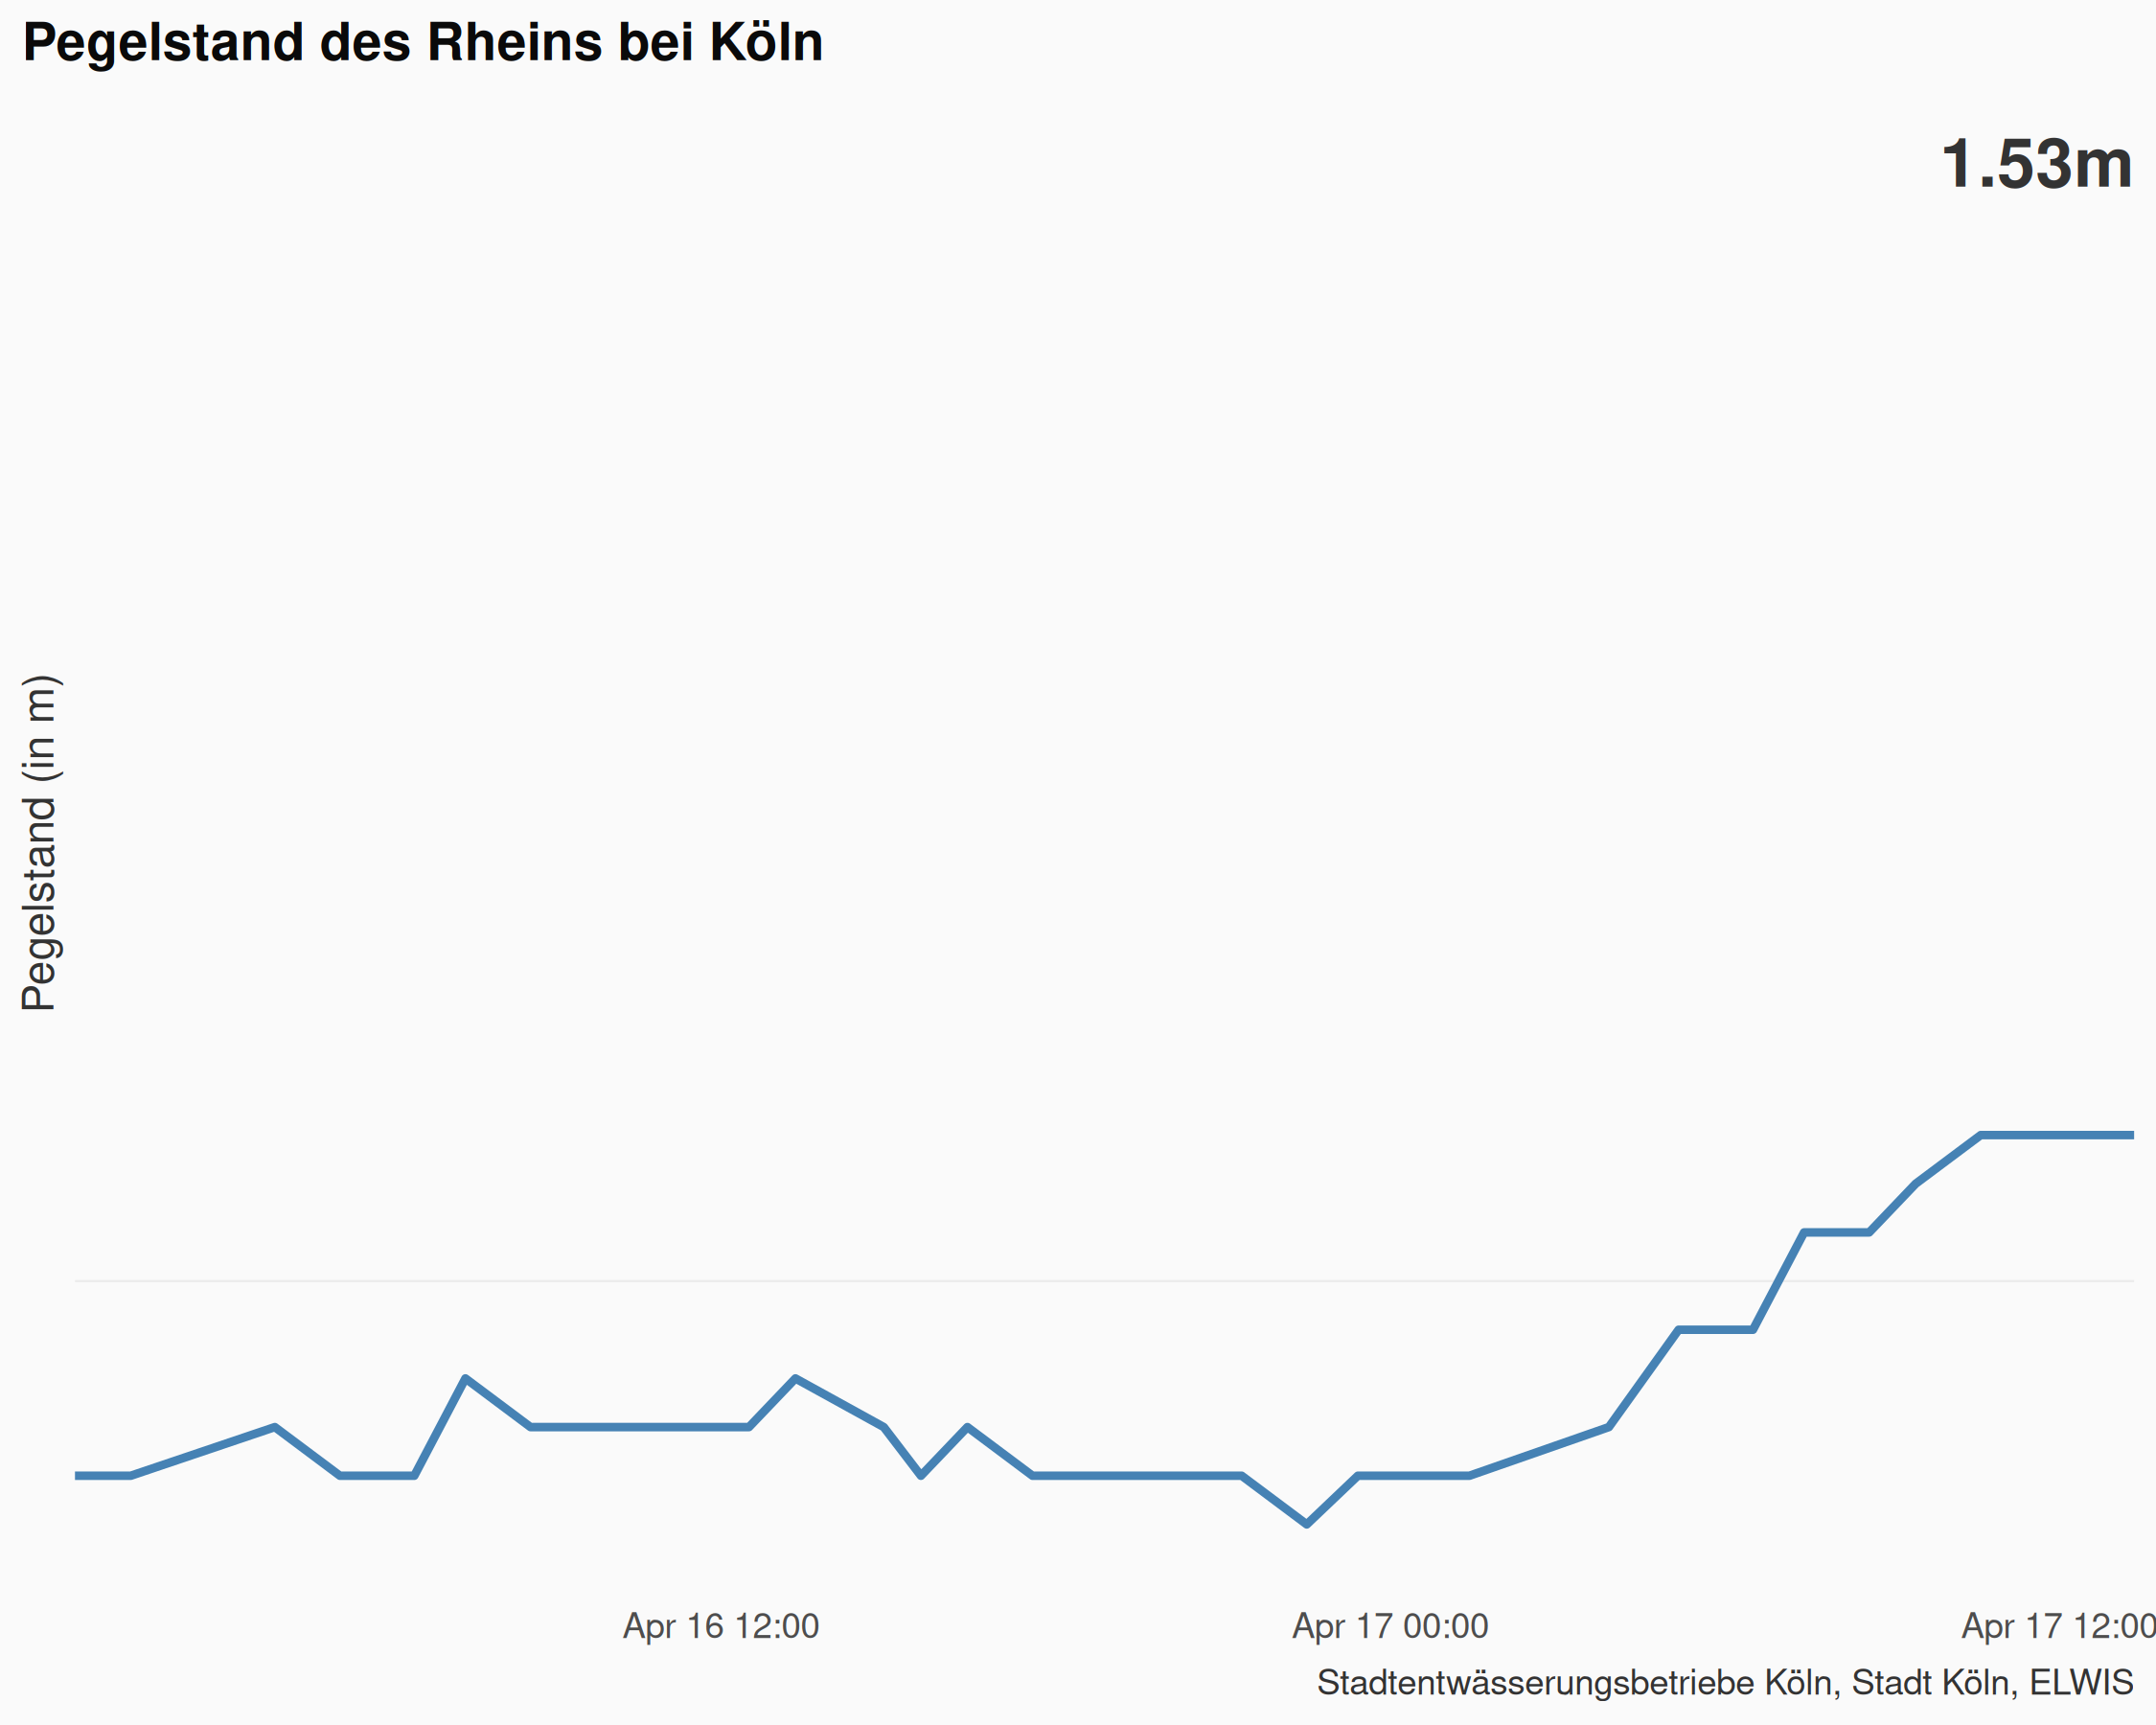 Pegelstand des Rheins bei Köln
1.53m
Pegelstand (in m)
Apr 16 12:00
Apr 17 00:00
Apr 17 12:00
Stadtentwässerungsbetriebe Köln, Stadt Köln, ELWIS